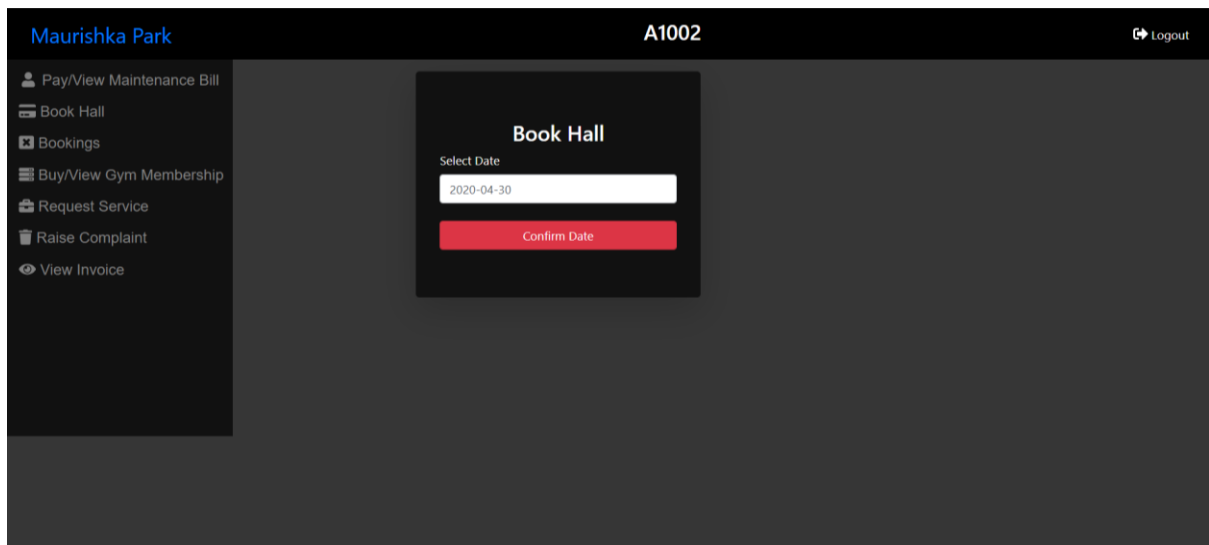 Maurishka Park
A1002
Logout
Pay/View Maintenance Bill
Book Hall
Bookings
Buy/View Gym Membership
Request Service
Raise Complaint
View Invoice
Book Hall
Select Date
2020-04-30
Confirm Date